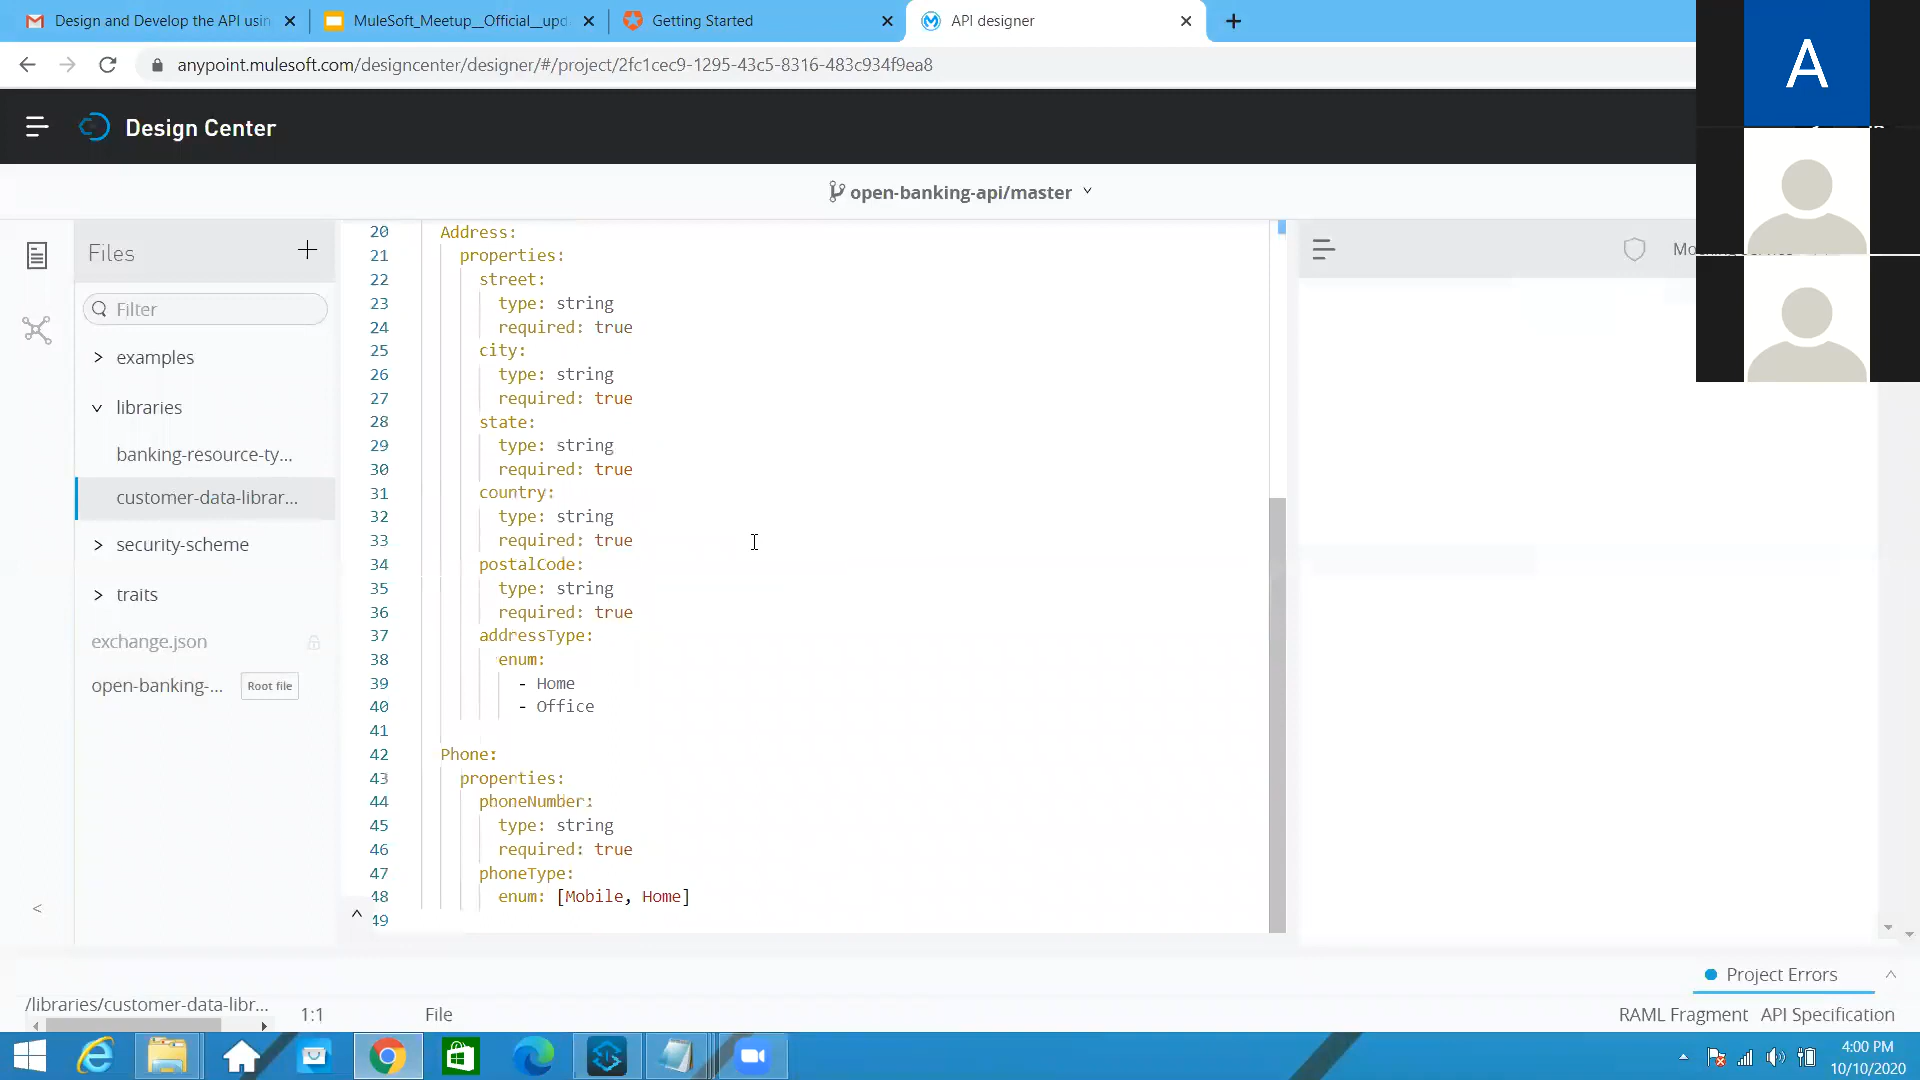 Design and Develop the API usin
MuleSoft_Meetup__Official__upd
Getting Started
API designer
anypoint.mulesoft.com/designcenter/designer/#/project/2fc1cec9-1295-43c5-8316-483c934f9ea8
A
Design Center
open-banking-api/master
Files
Filter
examples
libraries
banking-resource-ty...
customer-data-librar...
security-scheme
traits
exchange.json
open-banking-... Root file
20 Address:
21 properties:
22 street:
23 type: string
24 required: true
25 city:
26 type: string
27 required: true
28 state:
29 type: string
30 required: true
31 country:
32 type: string
33 required: true
34 postalCode:
35 type: string
36 required: true
37 addressType:
38 enum:
39 - Home
40 - Office
41
42 Phone:
43 properties:
44 phoneNumber:
45 type: string
46 required: true
47 phoneType:
48 enum: [Mobile, Home]
49
Project Errors
/libraries/customer-data-libr...
1:1
File
RAML Fragment API Specification
4:00 PM
10/10/2020